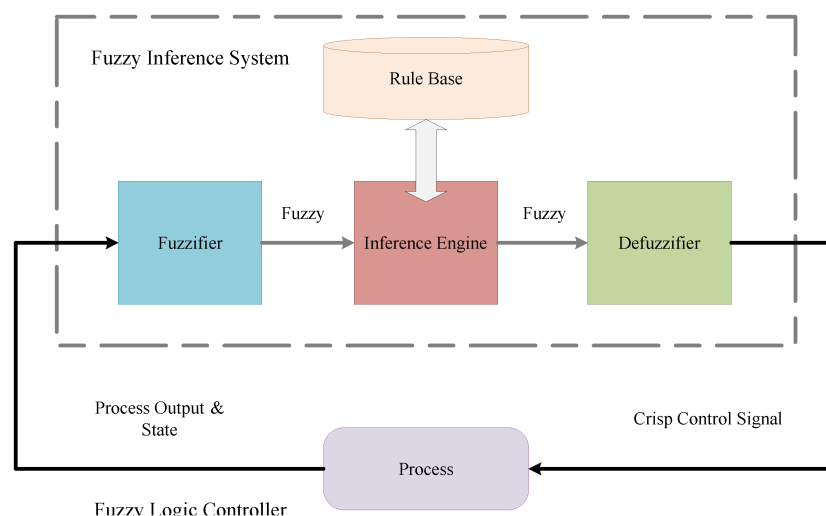 Fuzzy Inference System
Rule Base
Fuzzifier
Fuzzy
Inference Engine
Fuzzy
Defuzzifier
Process Output &
State
Crisp Control Signal
Process
Fuzzy Logic Controller